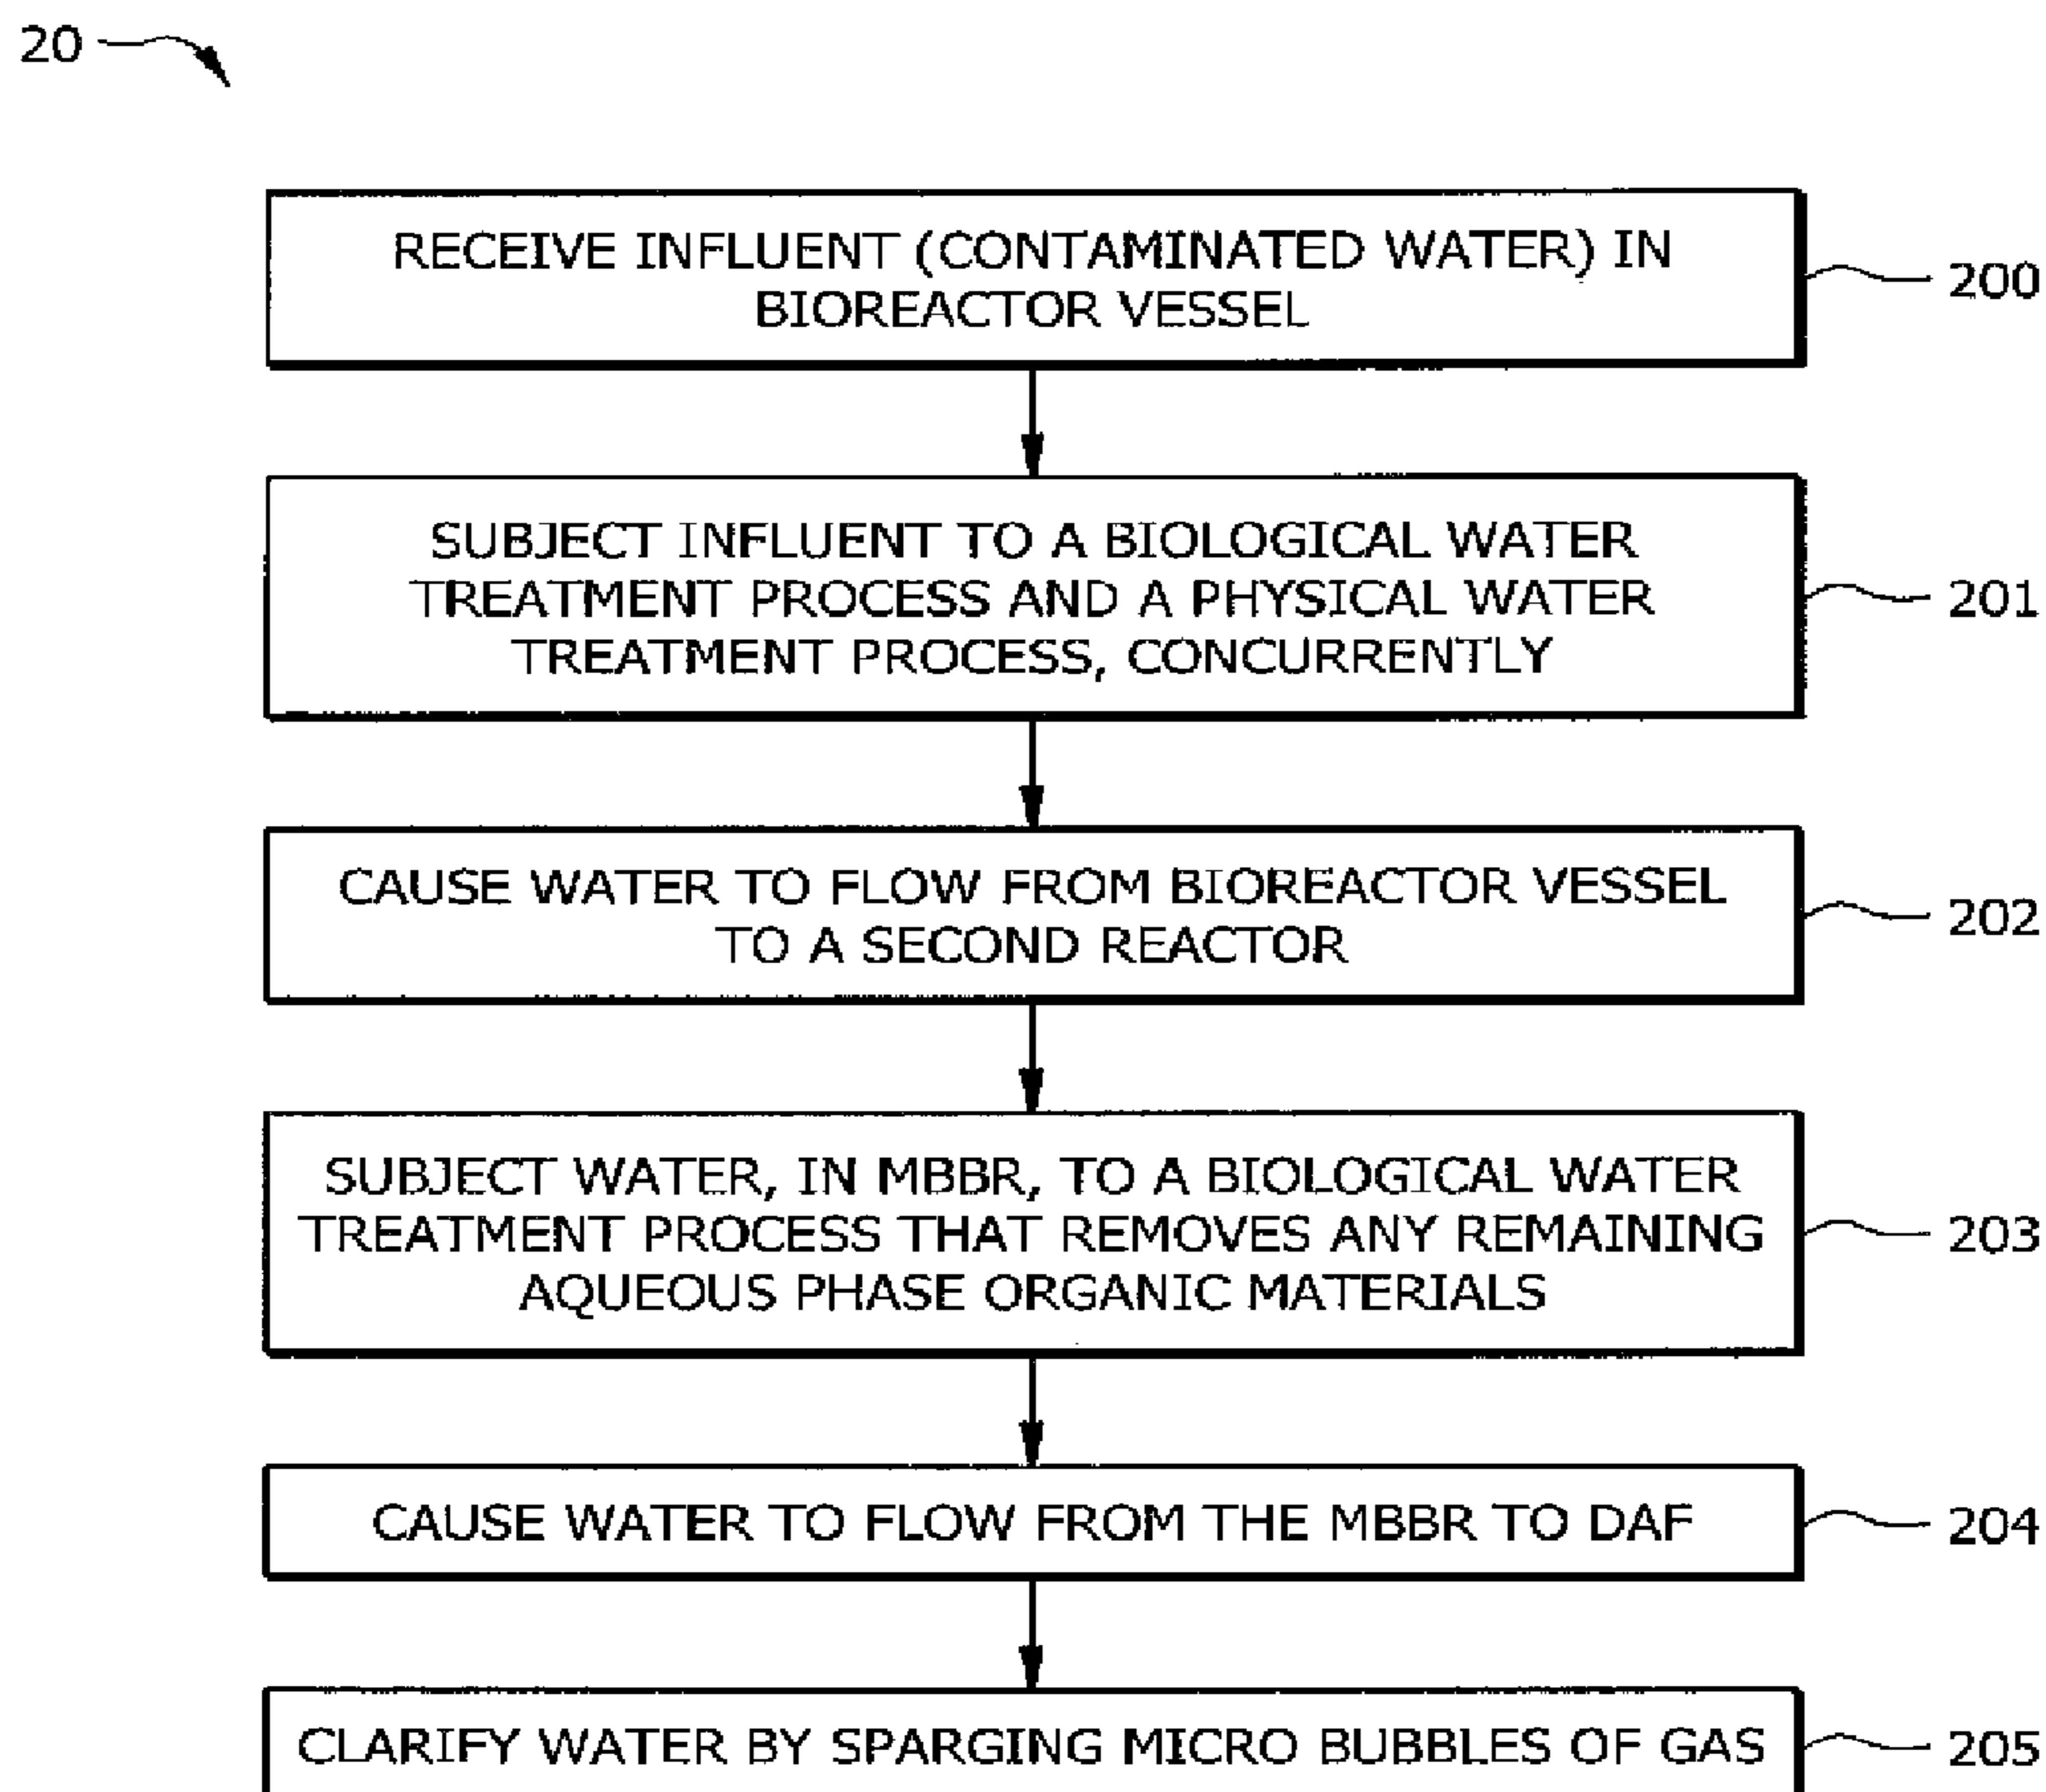 20
RECEIVE INFLUENT (CONTAMINATED WATER) IN
BIOREACTOR VESSEL
200
SUBJECT INFLUENT TO A BIOLOGICAL WATER
TREATMENT PROCESS AND A PHYSICAL WATER
TREATMENT PROCESS, CONCURRENTLY
201
CAUSE WATER TO FLOW FROM BIOREACTOR VESSEL
TO A SECOND REACTOR
202
SUBJECT WATER, IN MBBR, TO A BIOLOGICAL WATER
TREATMENT PROCESS THAT REMOVES ANY REMAINING
AQUEOUS PHASE ORGANIC MATERIALS
203
CAUSE WATER TO FLOW FROM THE MBBR TO DAF
204
CLARIFY WATER BY SPARGING MICRO BUBBLES OF GAS
205